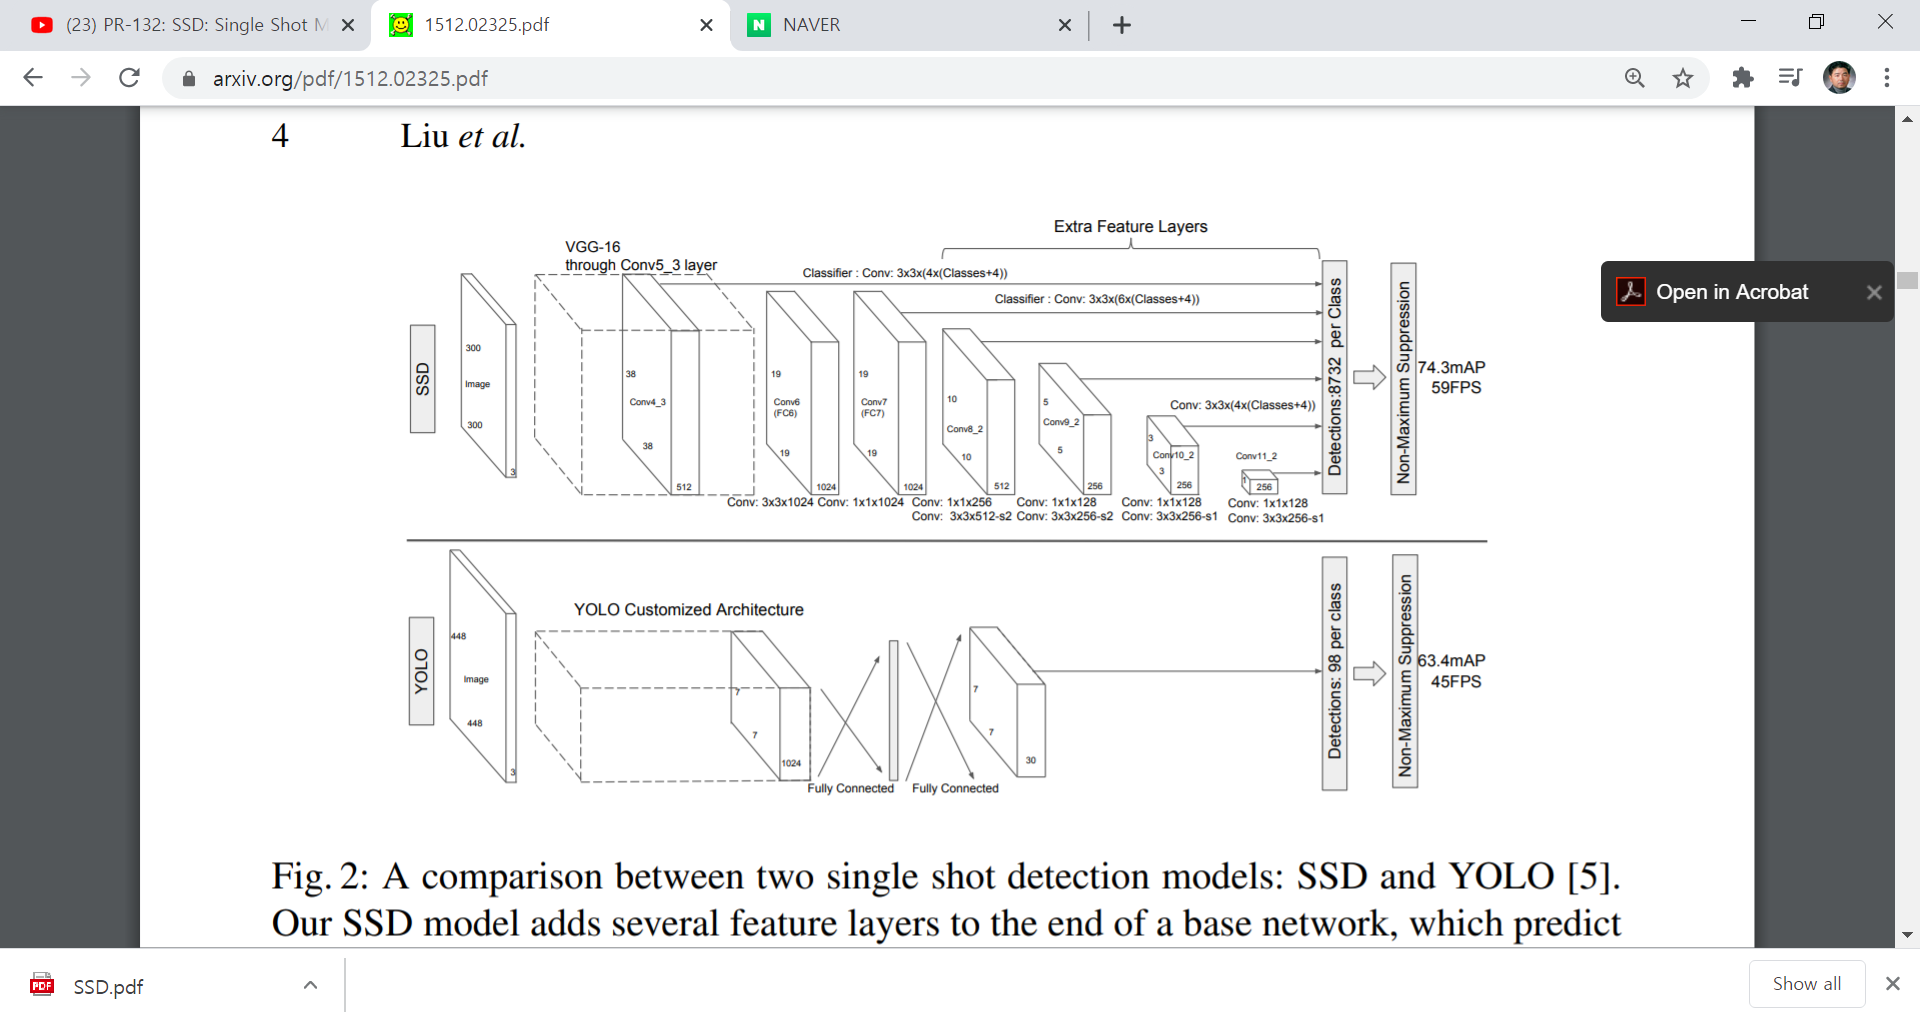 (23) PR-132: SSD: Single Shot M
1512.02325.pdf
N NAVER
arxiv.org/pdf/1512.02325.pdf
4 Liu et al.
Open in Acrobat
Extra Feature Layers
VGG-16
through Conv5_3 layer
Classifier : Conv: 3x3x(4x(Classes+4))
Classifier : Conv: 3x3x(6x(Classes+4))
Conv: 3x3x(4x(Classes+4))
SSD
300
Image
300
3
38
Conv4_3
38
512
19
Conv6
(FC6)
19
1024
19
Conv7
(FC7)
19
1024
10
Conv8_2
10
512
5
Conv9_2
5
256
3
Conv10_2
3
256
Conv11_2
1
256
Conv: 3x3x1024
Conv: 1x1x1024
Conv: 1x1x256
Conv: 3x3x512-s2
Conv: 1x1x128
Conv: 3x3x256-s2
Conv: 1x1x128
Conv: 3x3x256-s1
Conv: 1x1x128
Conv: 3x3x256-s1
Detections:8732 per Class
Non-Maximum Suppression
74.3mAP
59FPS
YOLO
448
Image
448
3
YOLO Customized Architecture
7
7
1024
Fully Connected
Fully Connected
7
7
30
Detections: 98 per class
Non-Maximum Suppression
63.4mAP
45FPS
Fig. 2: A comparison between two single shot detection models: SSD and YOLO [5].
Our SSD model adds several feature layers to the end of a base network, which predict
PDF SSD.pdf
Show all